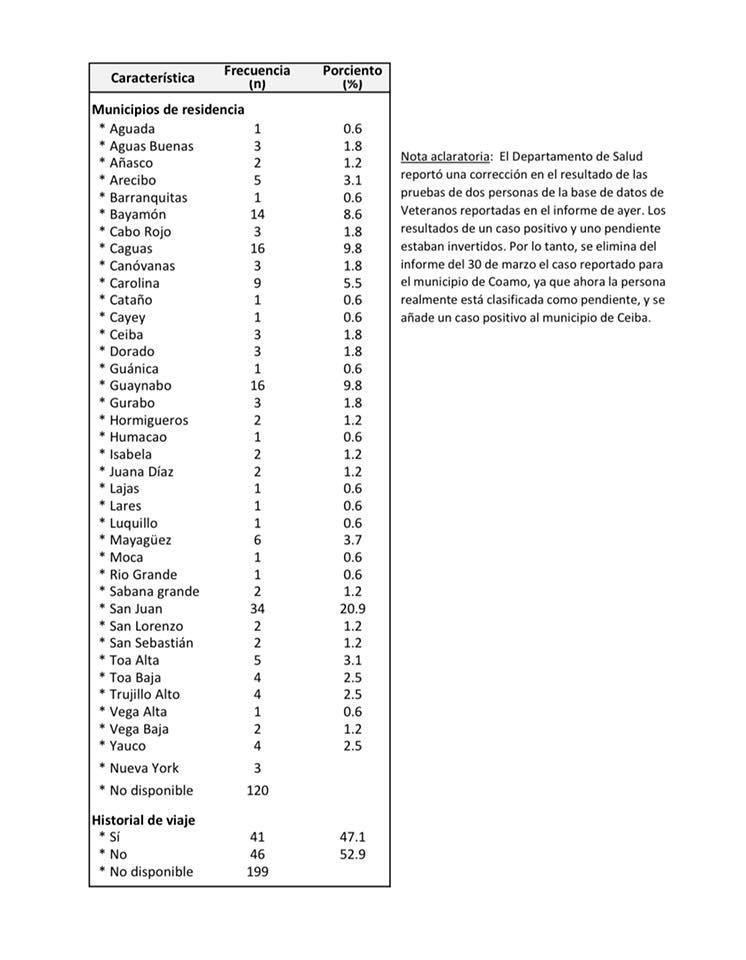 Característica Frecuencia (n) Porciento (%)
Municipios de residencia
* Aguada 1 0.6
* Aguas Buenas 3 1.8
* Añasco 2 1.2
* Arecibo 5 3.1
* Barranquitas 1 0.6
* Bayamón 14 8.6
* Cabo Rojo 3 1.8
* Caguas 16 9.8
* Canóvanas 3 1.8
* Carolina 9 5.5
* Cataño 1 0.6
* Cayey 1 0.6
* Ceiba 3 1.8
* Dorado 3 1.8
* Guánica 1 0.6
* Guaynabo 16 9.8
* Gurabo 3 1.8
* Hormigueros 2 1.2
* Humacao 1 0.6
* Isabela 2 1.2
* Juana Díaz 2 1.2
* Lajas 1 0.6
* Lares 1 0.6
* Luquillo 1 0.6
* Mayagüez 6 3.7
* Moca 1 0.6
* Rio Grande 1 0.6
* Sabana grande 2 1.2
* San Juan 34 20.9
* San Lorenzo 2 1.2
* San Sebastián 2 1.2
* Toa Alta 5 3.1
* Toa Baja 4 2.5
* Trujillo Alto 4 2.5
* Vega Alta 1 0.6
* Vega Baja 2 1.2
* Yauco 4 2.5
* Nueva York 3
* No disponible 120
Historial de viaje
* Sí 41 47.1
* No 46 52.9
* No disponible 199
Nota aclaratoria: El Departamento de Salud
reportó una corrección en el resultado de las
pruebas de dos personas de la base de datos de
Veteranos reportadas en el informe de ayer. Los
resultados de un caso positivo y uno pendiente
estaban invertidos. Por lo tanto, se elimina del
informe del 30 de marzo el caso reportado para
el municipio de Coamo, ya que ahora la persona
realmente está clasificada como pendiente, y se
añade un caso positivo al municipio de Ceiba.